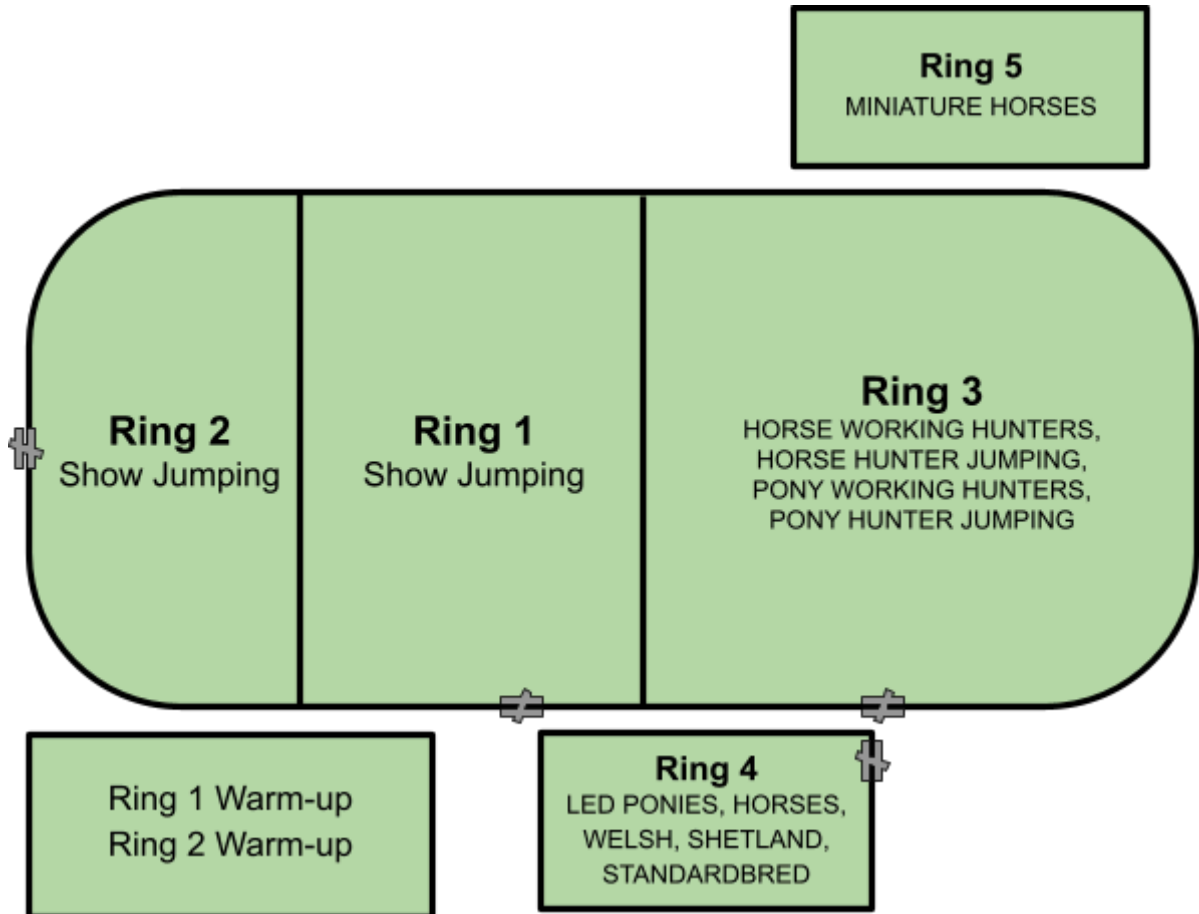 Ring 5
MINIATURE HORSES
Ring 2
Show Jumping
Ring 1
Show Jumping
Ring 3
HORSE WORKING HUNTERS,
HORSE HUNTER JUMPING,
PONY WORKING HUNTERS,
PONY HUNTER JUMPING
Ring 1 Warm-up
Ring 2 Warm-up
Ring 4
LED PONIES, HORSES,
WELSH, SHETLAND,
STANDARDBRED